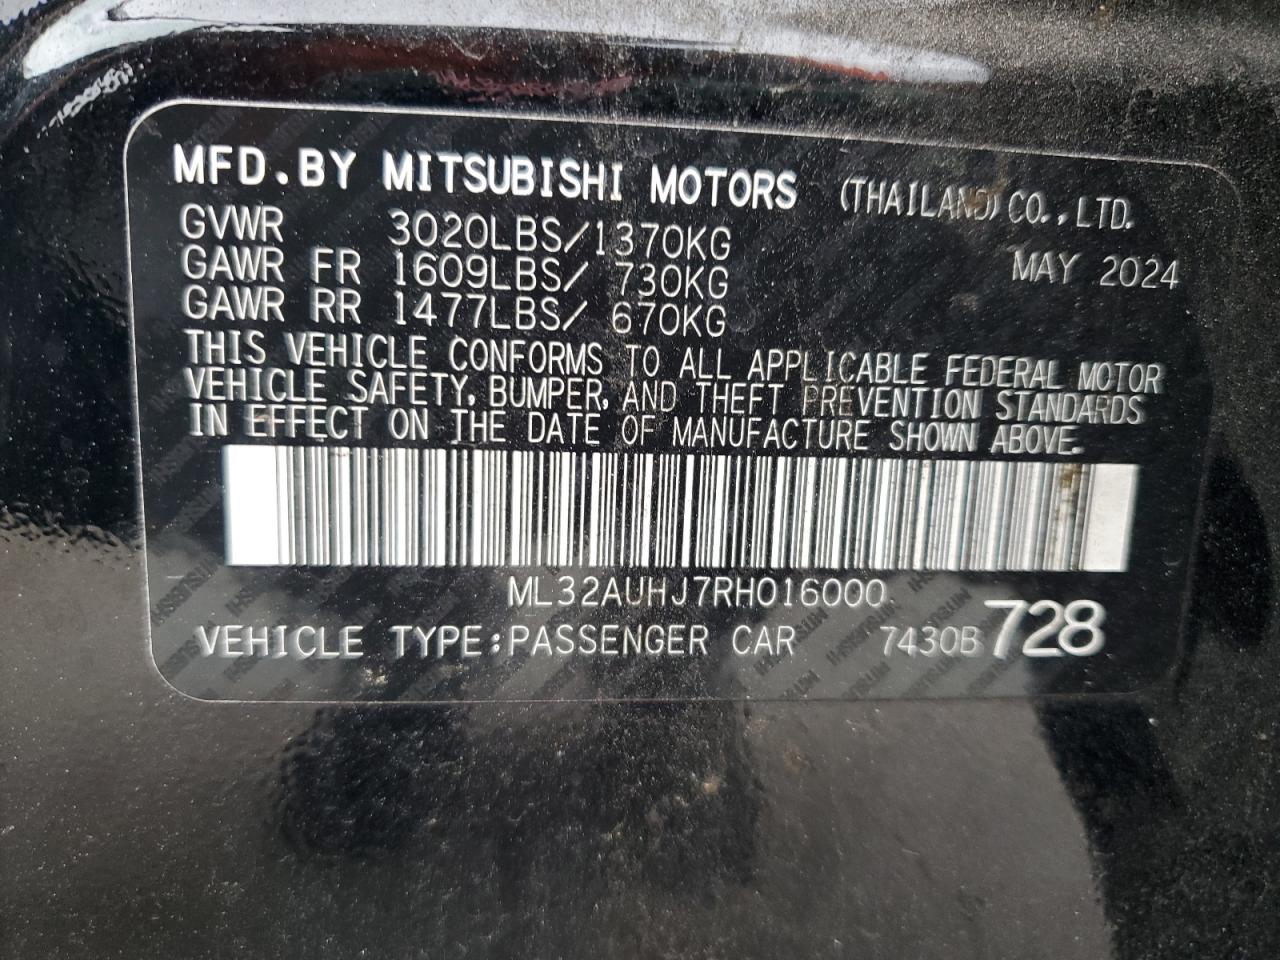 MFD.BY MITSUBISHI MOTORS (THAILAND) CO.,LTD.
GVWR 3020LBS/1370KG
GAWR FR 1609LBS/ 730KG MAY 2024
GAWR RR 1477LBS/ 670KG
THIS VEHICLE CONFORMS TO ALL APPLICABLE FEDERAL MOTOR
VEHICLE SAFETY, BUMPER, AND THEFT PREVENTION STANDARDS
IN EFFECT ON THE DATE OF MANUFACTURE SHOWN ABOVE.
ML32AUHJ7RH016000
VEHICLE TYPE:PASSENGER CAR 7430B 728